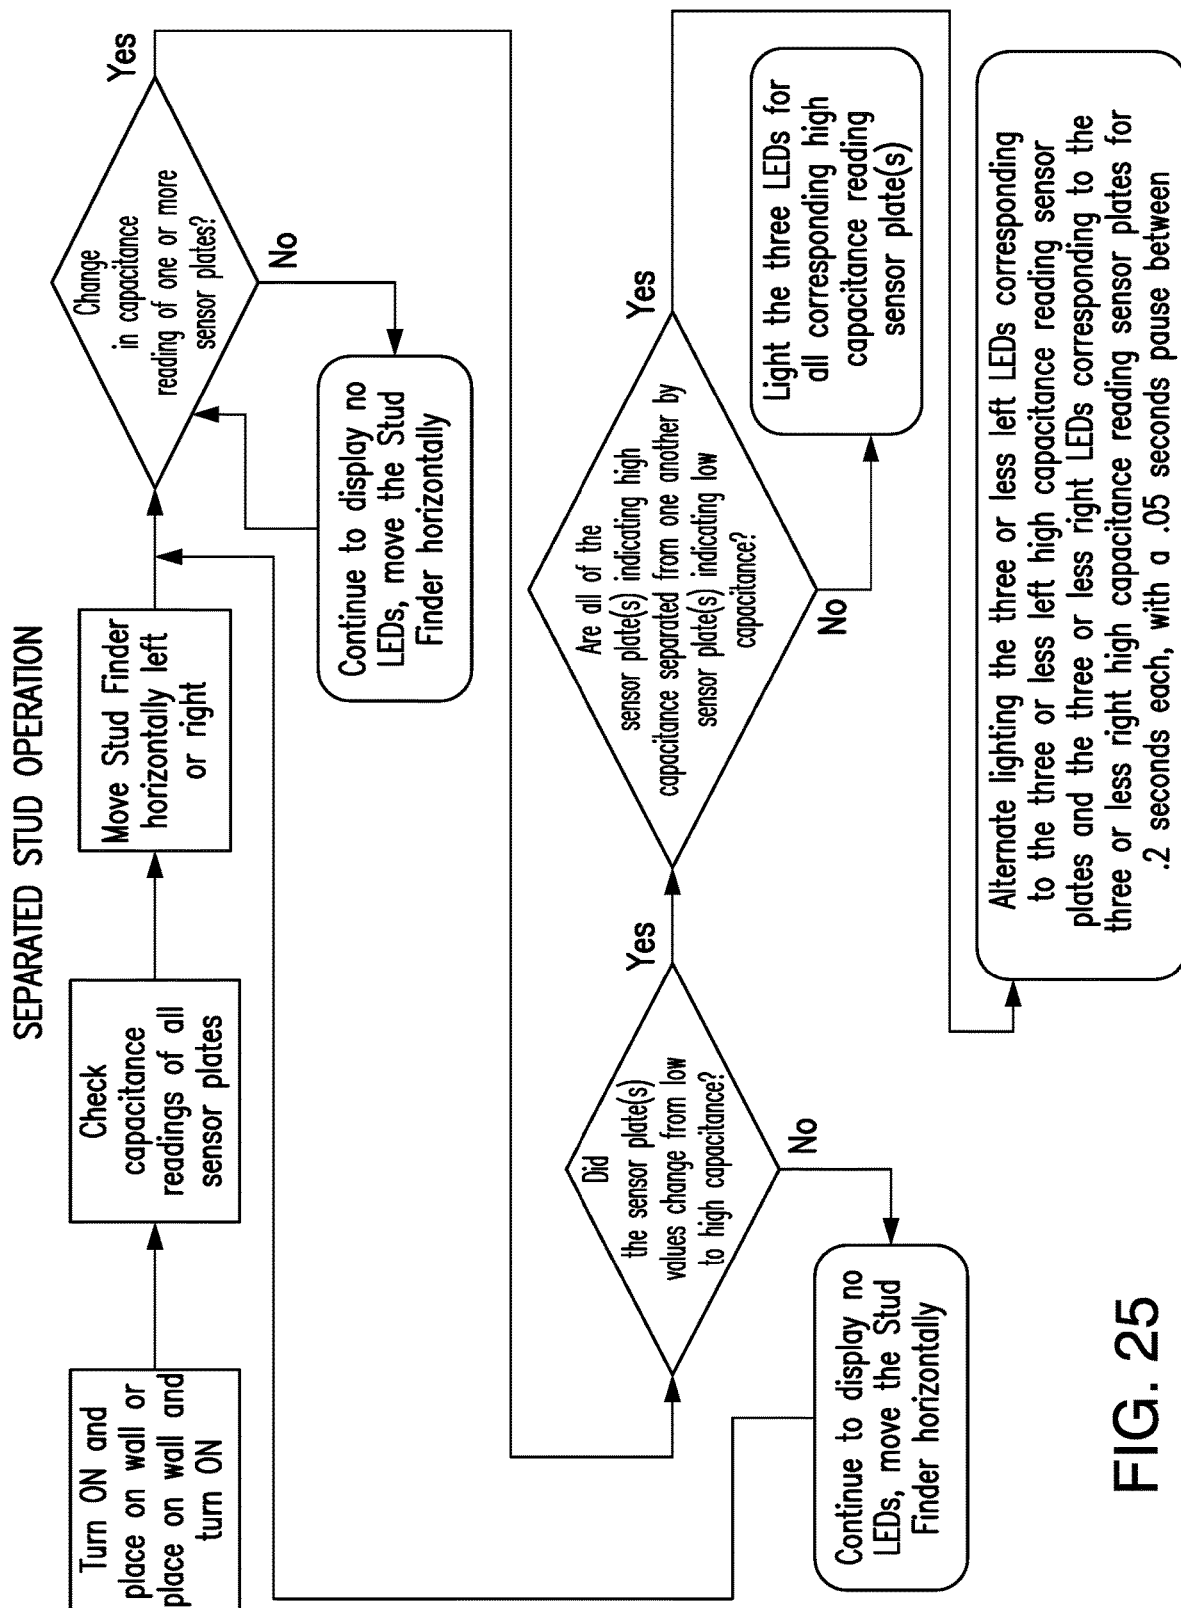 SEPARATED STUD OPERATION
Turn ON and
place on wall or
place on wall and
turn ON
Check
capacitance
readings of all
sensor plates
Move Stud Finder
horizontally left
or right
Change
in capacitance
reading of one or more
sensor plates?
Yes
No
Continue to display no
LEDs, move the Stud
Finder horizontally
Did
the sensor plate(s)
values change from low
to high capacitance?
Yes
No
Continue to display no
LEDs, move the Stud
Finder horizontally
Are all of the
sensor plate(s) indicating high
capacitance separated from one another by
sensor plate(s) indicating low
capacitance?
Yes
No
Light the three LEDs for
all corresponding high
capacitance reading
sensor plate(s)
Alternate lighting the three or less left LEDs corresponding
to the three or less left high capacitance reading sensor
plates and the three or less right LEDs corresponding to the
three or less right high capacitance reading sensor plates for
.2 seconds each, with a .05 seconds pause between
FIG. 25